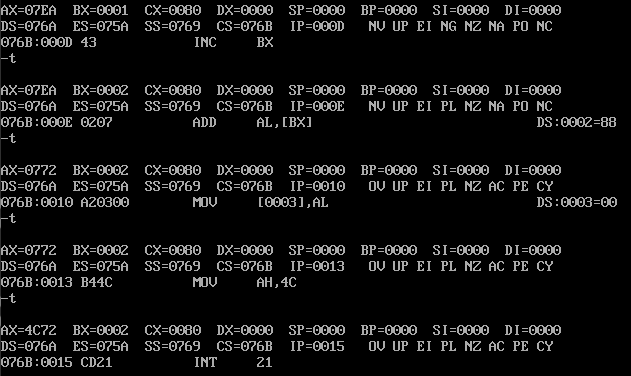 AX=07EA BX=0001 CX=0080 DX=0000 SP=0000 BP=0000 SI=0000 DI=0000
DS=076A ES=075A SS=0769 CS=076B IP=000D NV UP EI NG NZ NA PO NC
076B:000D 43 INC BX
-t
AX=07EA BX=0002 CX=0080 DX=0000 SP=0000 BP=0000 SI=0000 DI=0000
DS=076A ES=075A SS=0769 CS=076B IP=000E NV UP EI PL NZ NA PO NC
076B:000E 0207 ADD AL,[BX] DS:0002=88
-t
AX=0772 BX=0002 CX=0080 DX=0000 SP=0000 BP=0000 SI=0000 DI=0000
DS=076A ES=075A SS=0769 CS=076B IP=0010 OV UP EI PL NZ AC PE CY
076B:0010 A20300 MOV [0003],AL DS:0003=00
-t
AX=0772 BX=0002 CX=0080 DX=0000 SP=0000 BP=0000 SI=0000 DI=0000
DS=076A ES=075A SS=0769 CS=076B IP=0013 OV UP EI PL NZ AC PE CY
076B:0013 B44C MOV AH,4C
-t
AX=4C72 BX=0002 CX=0080 DX=0000 SP=0000 BP=0000 SI=0000 DI=0000
DS=076A ES=075A SS=0769 CS=076B IP=0015 OV UP EI PL NZ AC PE CY
076B:0015 CD21 INT 21